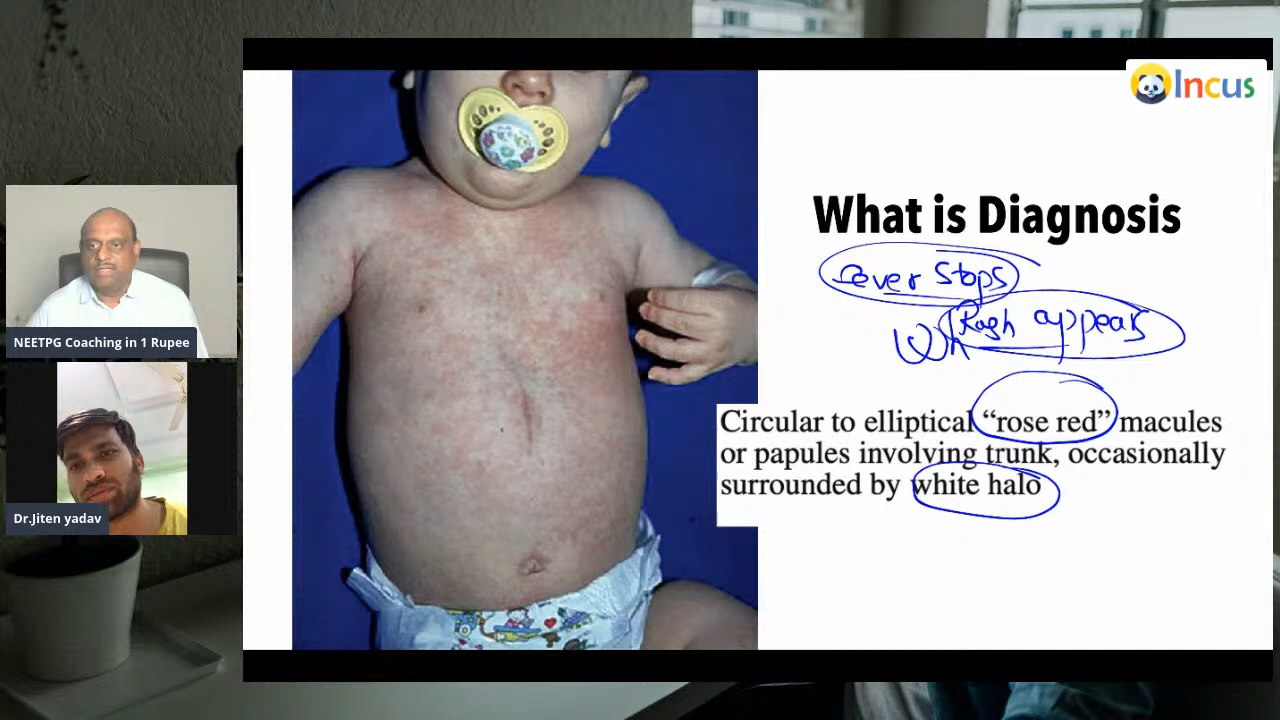 Incus
What is Diagnosis
Fever Stops
Wh
Rash appears
Circular to elliptical “rose red” macules
or papules involving trunk, occasionally
surrounded by white halo
NEETPG Coaching in 1 Rupee
Dr.Jiten yadav